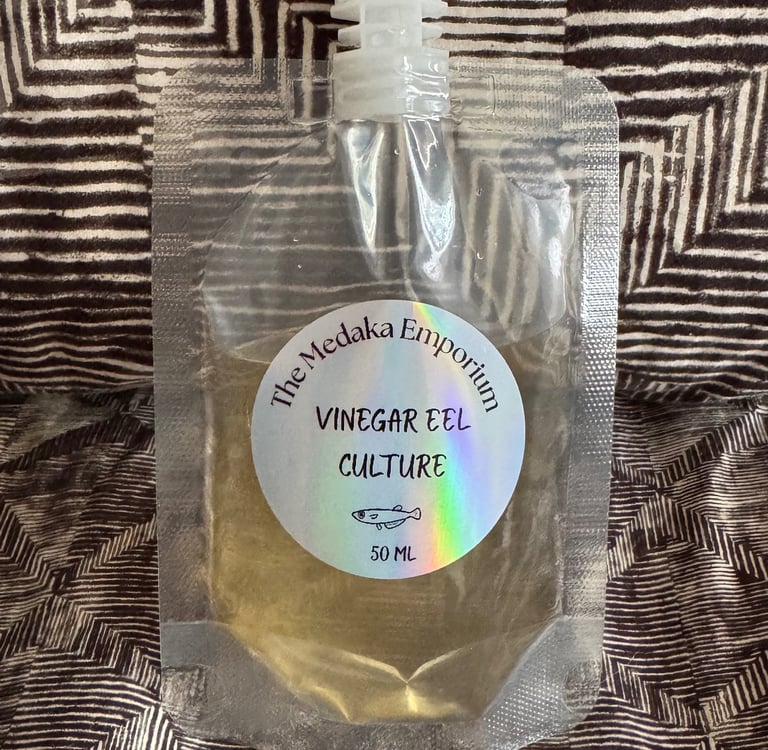 The Medaka Emporium
VINEGAR EEL
CULTURE
50 ML